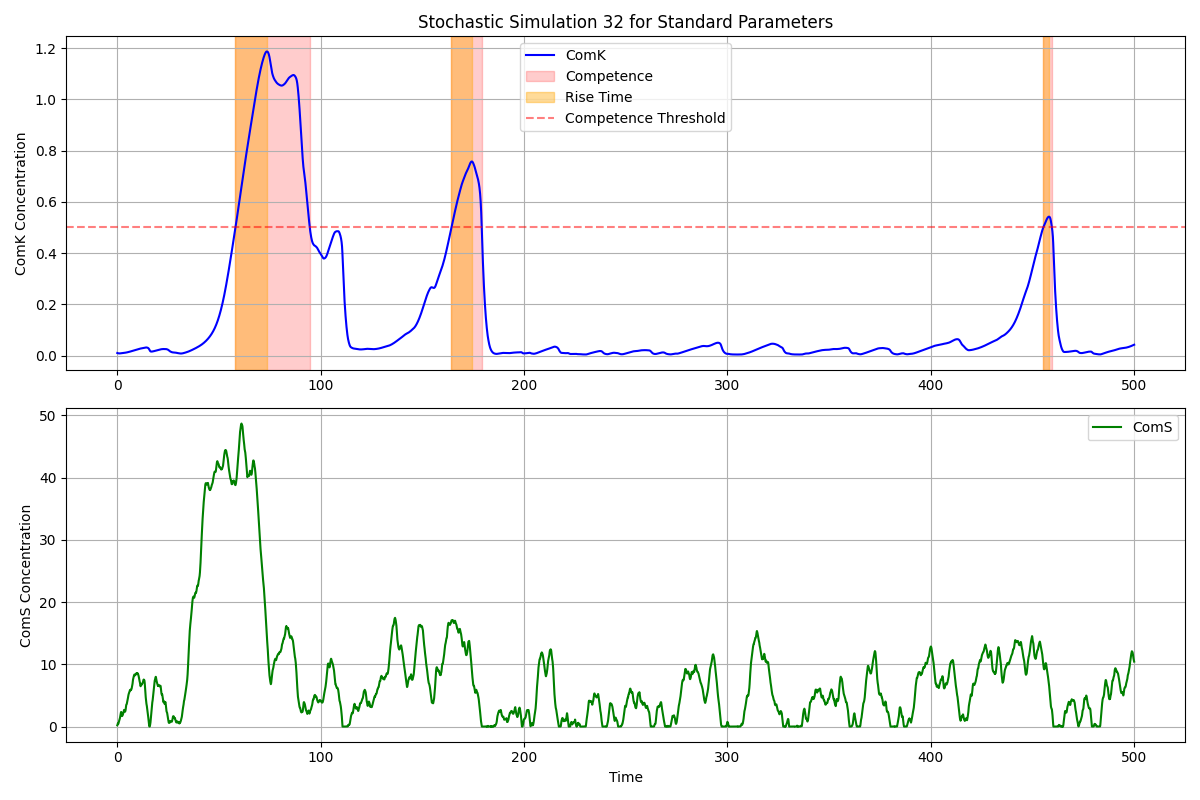 Stochastic Simulation 32 for Standard Parameters
ComK Concentration
1.2
1.0
0.8
0.6
0.4
0.2
0.0
ComK
Competence
Rise Time
Competence Threshold
0 100 200 300 400 500
ComS Concentration
50
40
30
20
10
0
ComS
0 100 200 300 400 500
Time